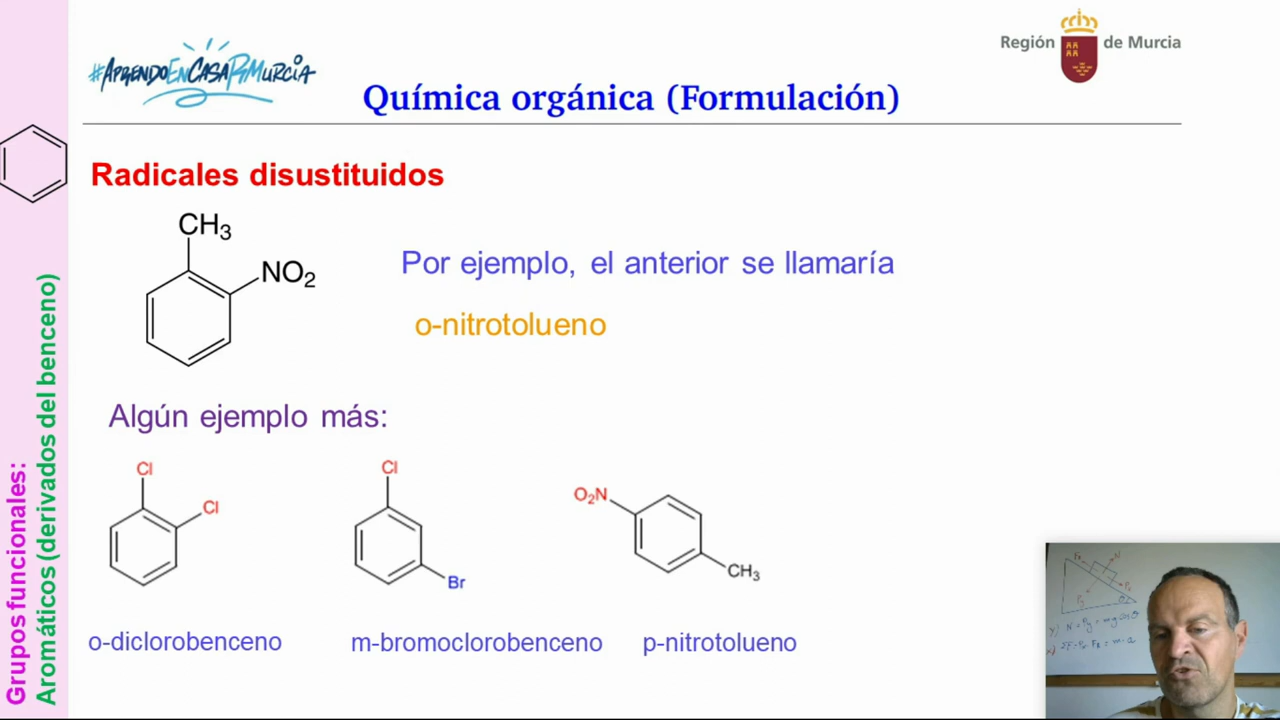 #APRENDOENCASARMURCIA
Región de Murcia
Química orgánica (Formulación)
Grupos funcionales:
Aromáticos (derivados del benceno)
Radicales disustituidos
CH3
NO2
Por ejemplo, el anterior se llamaría
o-nitrotolueno
Algún ejemplo más:
Cl
Cl
Cl
Br
O2N
CH3
o-diclorobenceno
m-bromoclorobenceno
p-nitrotolueno